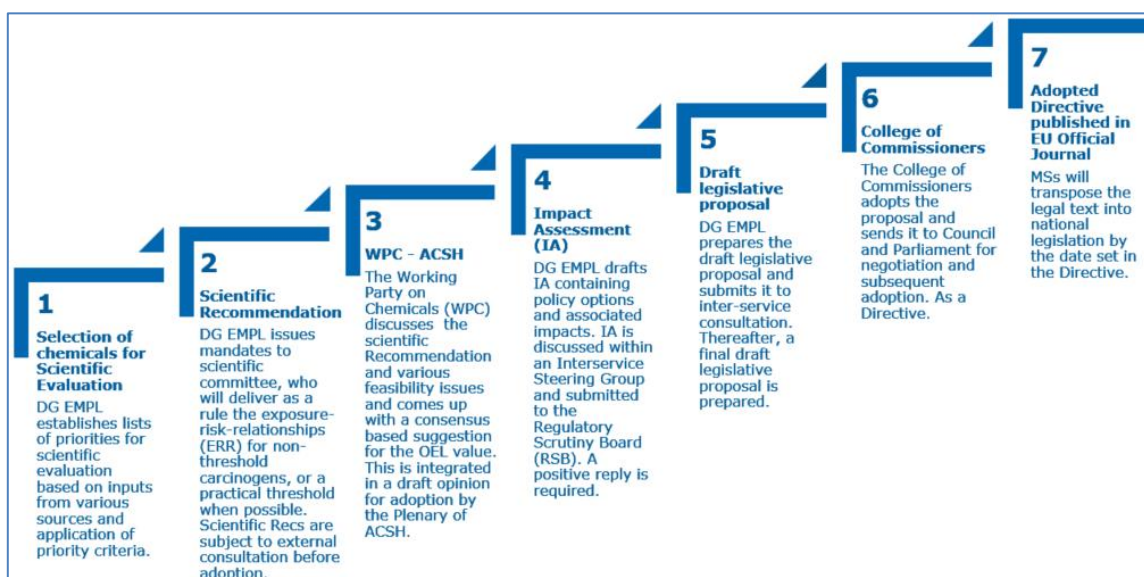 1
Selection of
chemicals for
Scientific
Evaluation
DG EMPL
establishes lists
of priorities for
scientific
evaluation
based on inputs
from various
sources and
application of
priority criteria.
2
Scientific
Recommendation
DG EMPL issues
mandates to
scientific
committee, who
will deliver as a
rule the exposure-
risk-relationships
(ERR) for non-
threshold
carcinogens, or a
practical threshold
when possible.
Scientific Recs are
subject to external
consultation before
adoption.
3
WPC - ACSH
The Working
Party on
Chemicals (WPC)
discusses the
scientific
Recommendation
and various
feasibility issues
and comes up
with a consensus
based suggestion
for the OEL value.
This is integrated
in a draft opinion
for adoption by
the Plenary of
ACSH.
4
Impact
Assessment
(IA)
DG EMPL drafts
IA containing
policy options
and associated
impacts. IA is
discussed within
an Interservice
Steering Group
and submitted
to the
Regulatory
Scrutiny Board
(RSB). A
positive reply is
required.
5
Draft
legislative
proposal
DG EMPL
prepares the
draft legislative
proposal and
submits it to
inter-service
consultation.
Thereafter, a
final draft
legislative
proposal is
prepared.
6
College of
Commissioners
The College of
Commissioners
adopts the
proposal and
sends it to Council
and Parliament for
negotiation and
subsequent
adoption. As a
Directive.
7
Adopted
Directive
published in
EU Official
Journal
MSs will
transpose the
legal text into
national
legislation by
the date set in
the Directive.